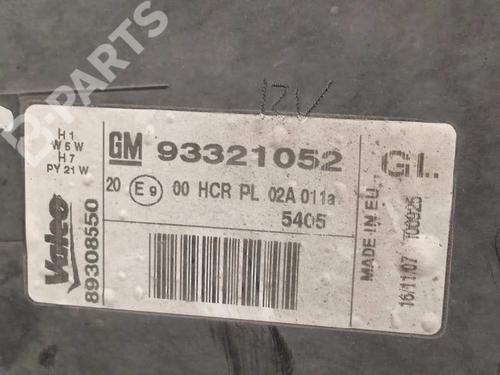 B-PARTS
12V
H1
W5W
H7
PY21W
GM 93321052
GL.
20 E9 00 HCR PL 02A 011a
5405
Valeo
89308550
MADE IN EU
16/11/07 T00925